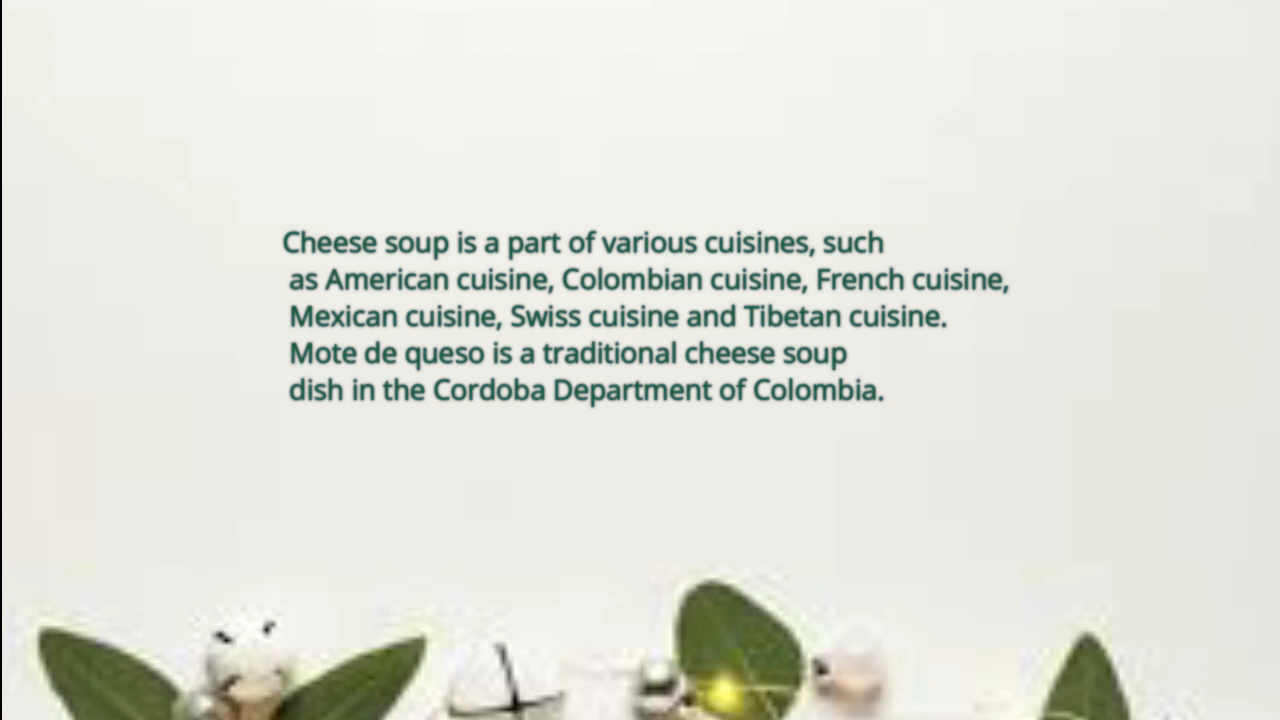 Cheese soup is a part of various cuisines, such
as American cuisine, Colombian cuisine, French cuisine,
Mexican cuisine, Swiss cuisine and Tibetan cuisine.
Mote de queso is a traditional cheese soup
dish in the Cordoba Department of Colombia.